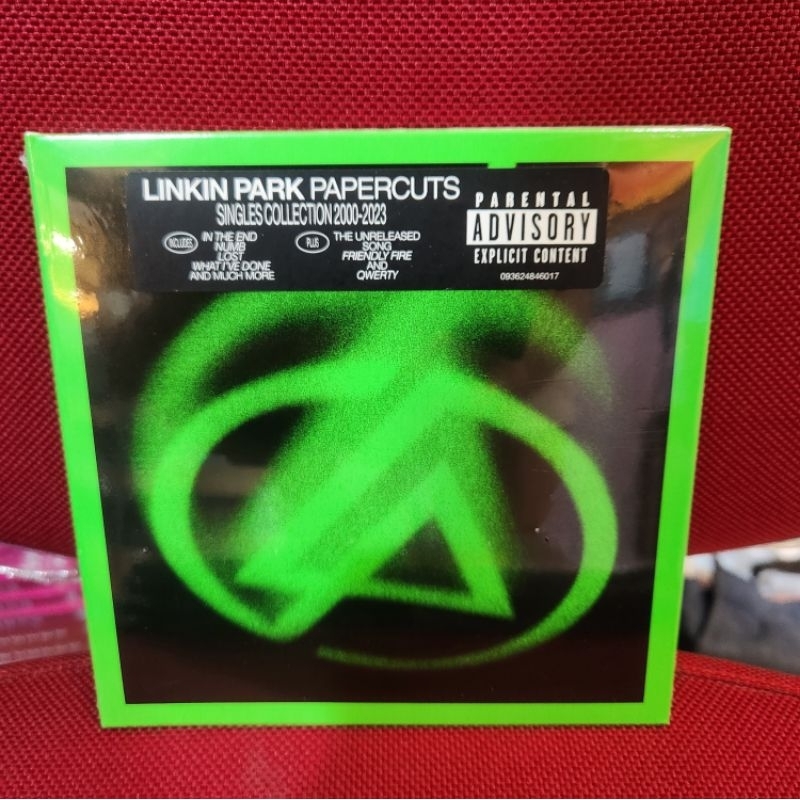 LINKIN PARK PAPERCUTS
SINGLES COLLECTION 2000-2023
INCLUDES
IN THE END
NUMB
LOST
WHAT I'VE DONE
AND MUCH MORE
PLUS
THE UNRELEASED
SONG
FRIENDLY FIRE
AND
QWERTY
PARENTAL
ADVISORY
EXPLICIT CONTENT
093624846017